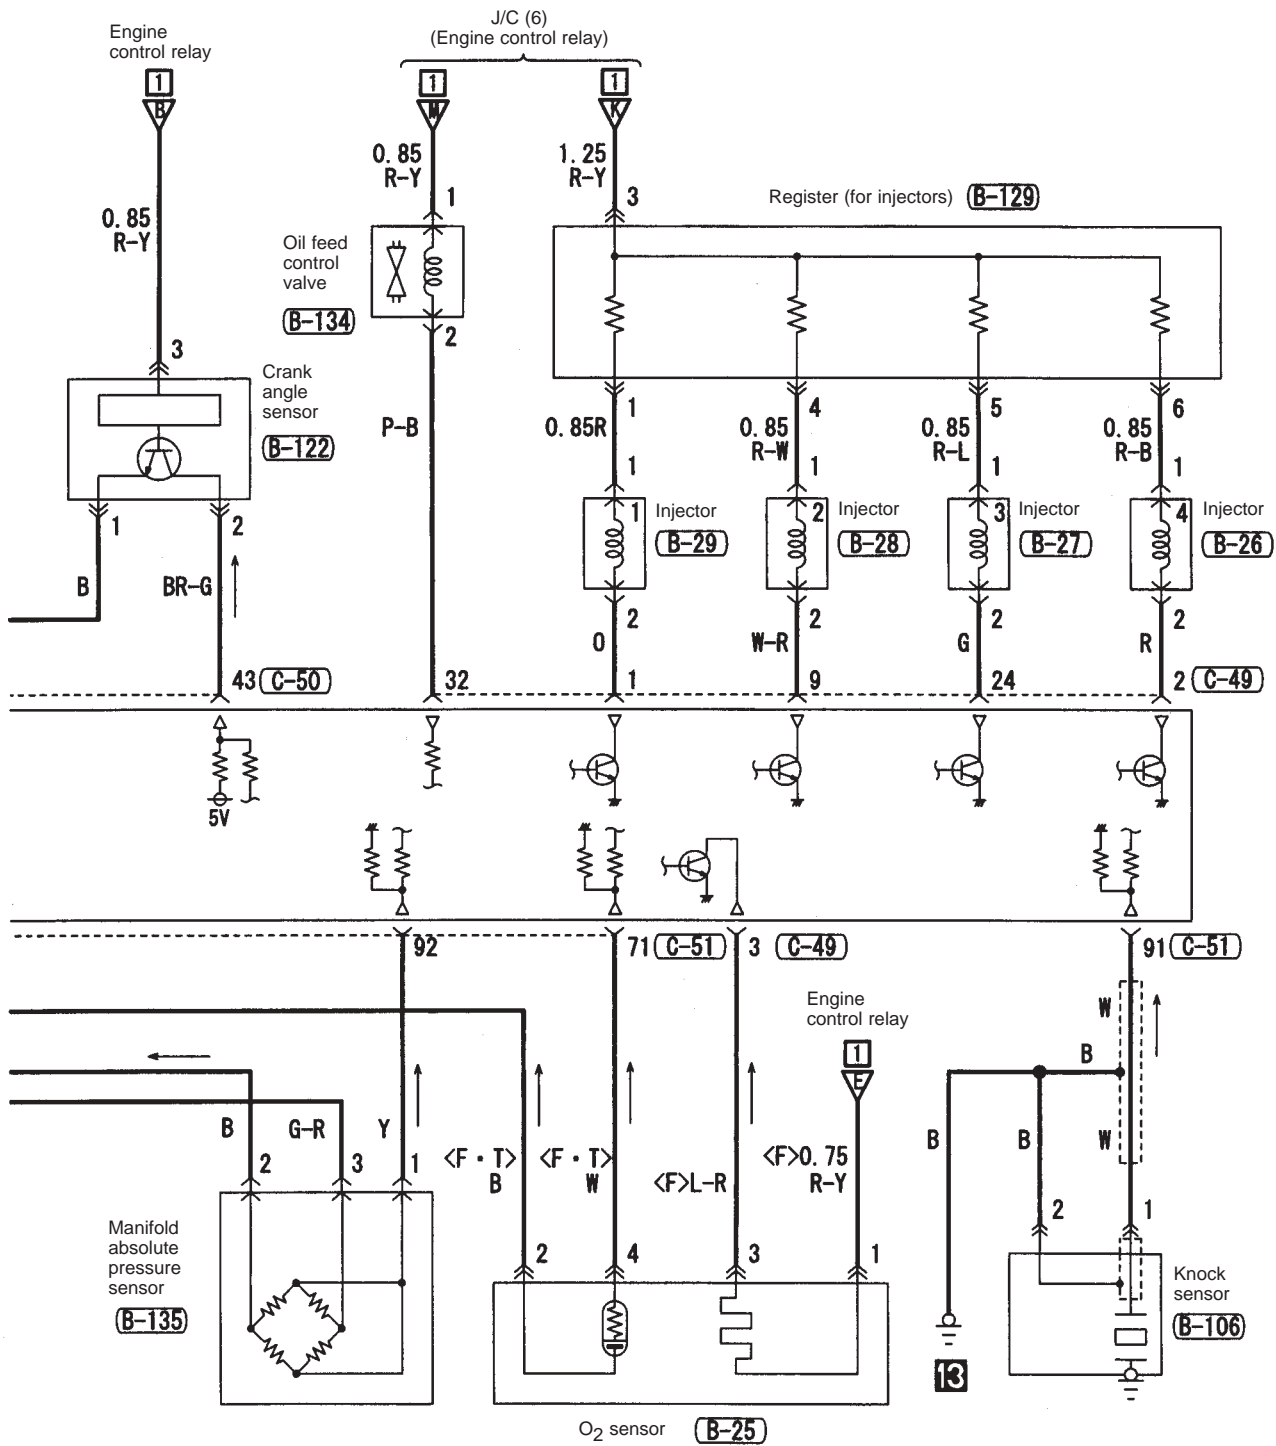 J/C (6)
Engine
control relay
(Engine control relay)
1
1
1
B
M
K
0.85
R-Y
1.25
R-Y
1
3
Register (for injectors) B-129
0.85
R-Y
Oil feed
control
valve
B-134
2
3
Crank
angle
sensor
B-122
P-B
1
4
5
6
0.85R
0.85
R-W
0.85
R-L
0.85
R-B
1
1
1
1
1
Injector
B-29
2
Injector
B-28
3
Injector
B-27
4
Injector
B-26
1
2
B
BR-G
2
2
2
2
O
W-R
G
R
43 C-50
32
1
9
24
2 C-49
5V
92
71 C-51
3 C-49
91 C-51
Engine
control relay
1
E
W
B
B
G-R
Y
<F・T>
B
<F・T>
W
<F>L-R
<F>0.75
R-Y
B
B
W
2
3
1
2
1
Manifold
absolute
pressure
sensor
B-135
2
4
3
1
Knock
sensor
B-106
13
O2 sensor B-25